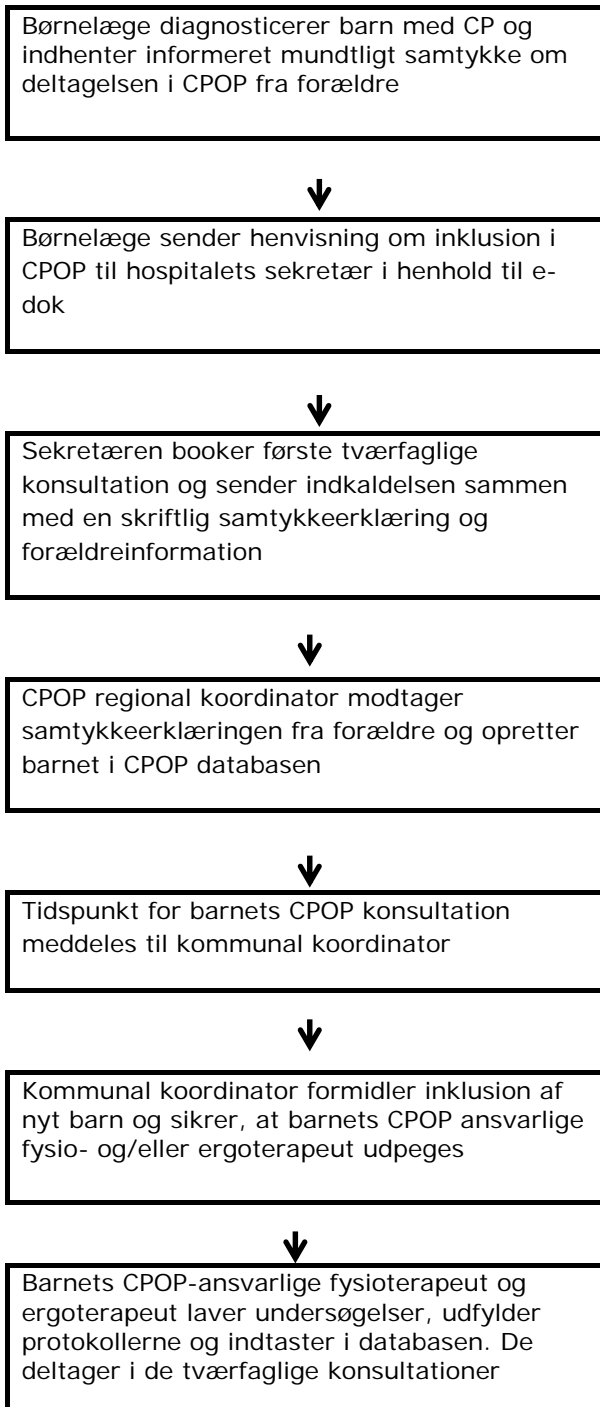 Børnelæge diagnosticerer barn med CP og
indhenter informeret mundtligt samtykke om
deltagelsen i CPOP fra forældre
Børnelæge sender henvisning om inklusion i
CPOP til hospitalets sekretær i henhold til e-
dok
Sekretæren booker første tværfaglige
konsultation og sender indkaldelsen sammen
med en skriftlig samtykkeerklæring og
forældreinformation
CPOP regional koordinator modtager
samtykkeerklæringen fra forældre og opretter
barnet i CPOP databasen
Tidspunkt for barnets CPOP konsultation
meddeles til kommunal koordinator
Kommunal koordinator formidler inklusion af
nyt barn og sikrer, at barnets CPOP ansvarlige
fysio- og/eller ergoterapeut udpeges
Barnets CPOP-ansvarlige fysioterapeut og
ergoterapeut laver undersøgelser, udfylder
protokollerne og indtaster i databasen. De
deltager i de tværfaglige konsultationer